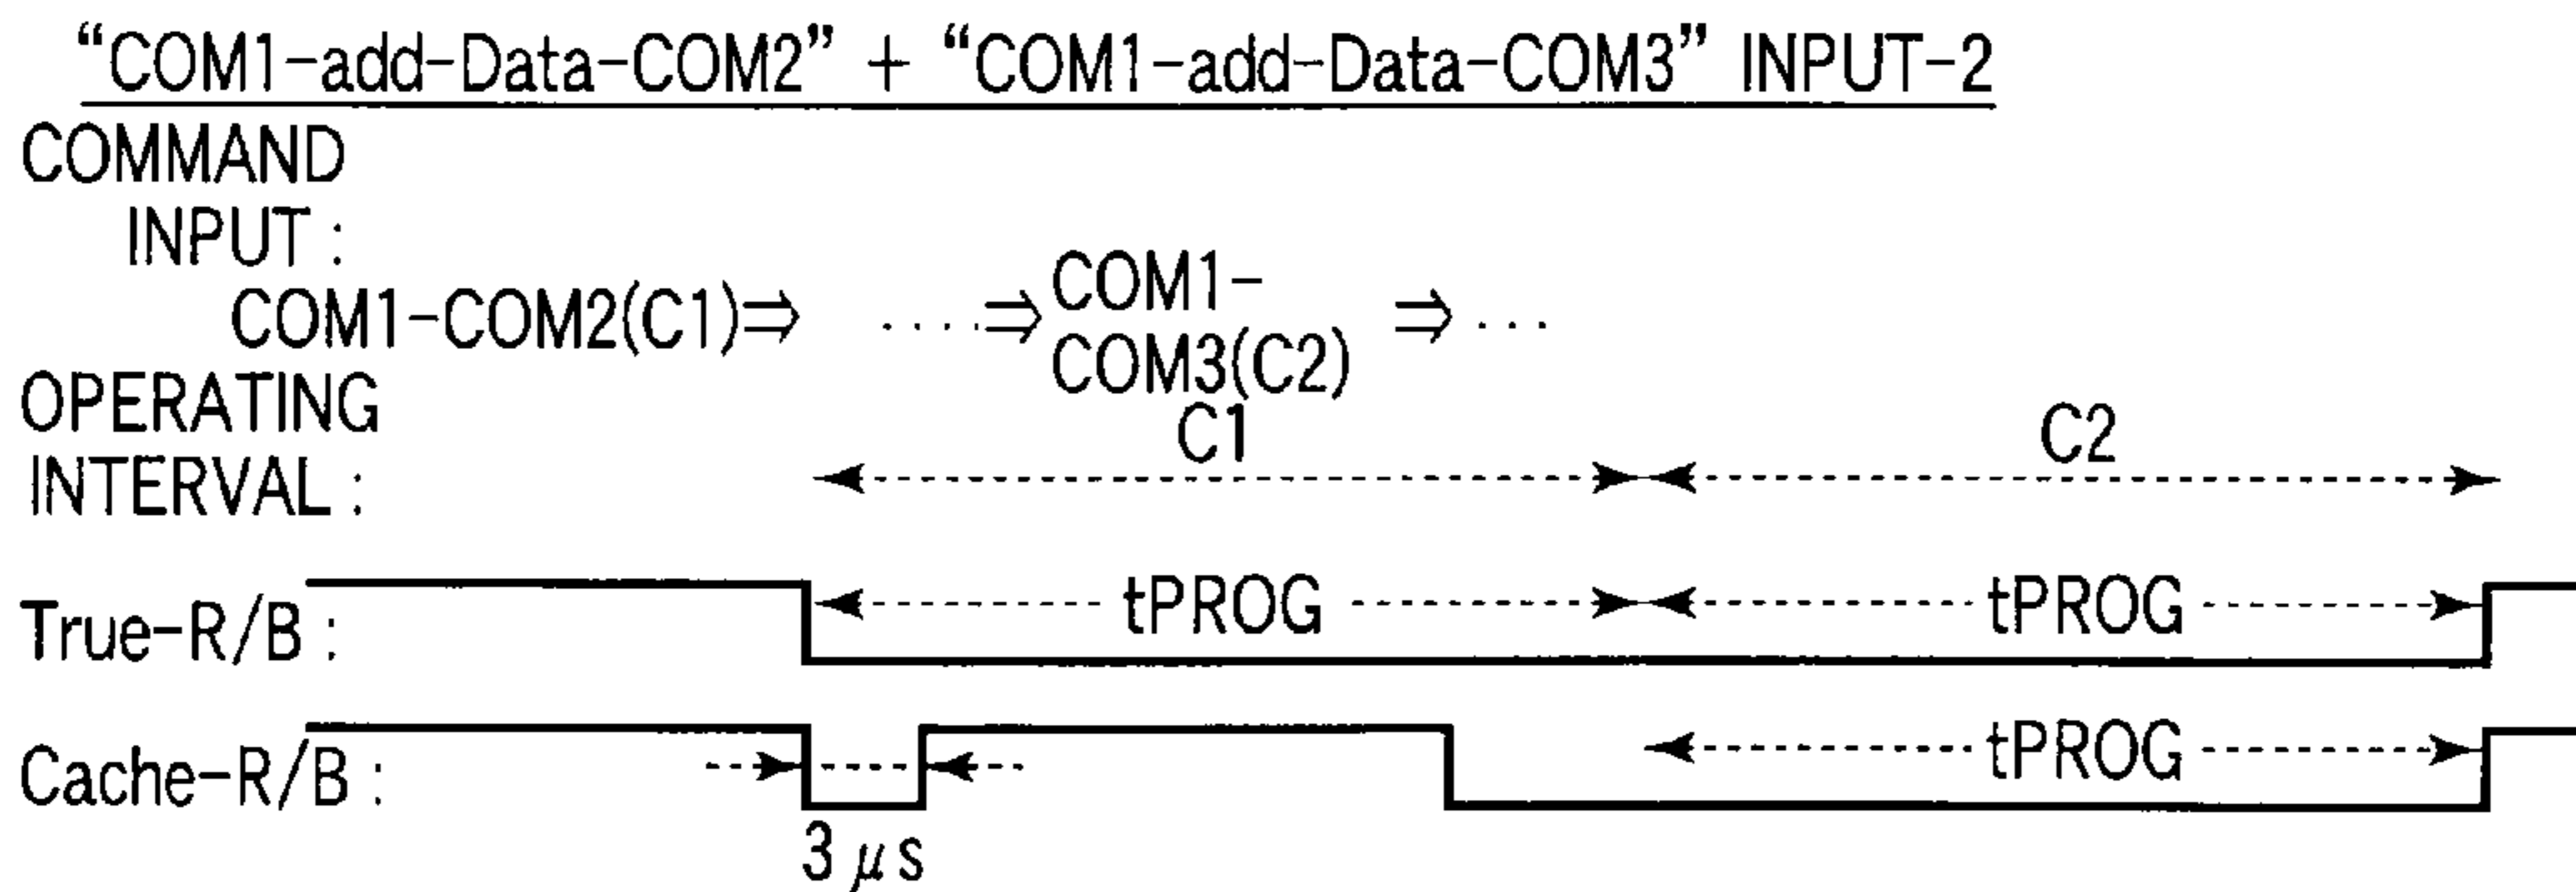 “COM1-add-Data-COM2” + “COM1-add-Data-COM3” INPUT-2
COMMAND
INPUT :
COM1-COM2(C1)⇒ ....⇒ COM1- ⇒ ...
COM3(C2)
OPERATING
INTERVAL :
C1 C2
True-R/B : tPROG tPROG
Cache-R/B : tPROG
3 μs